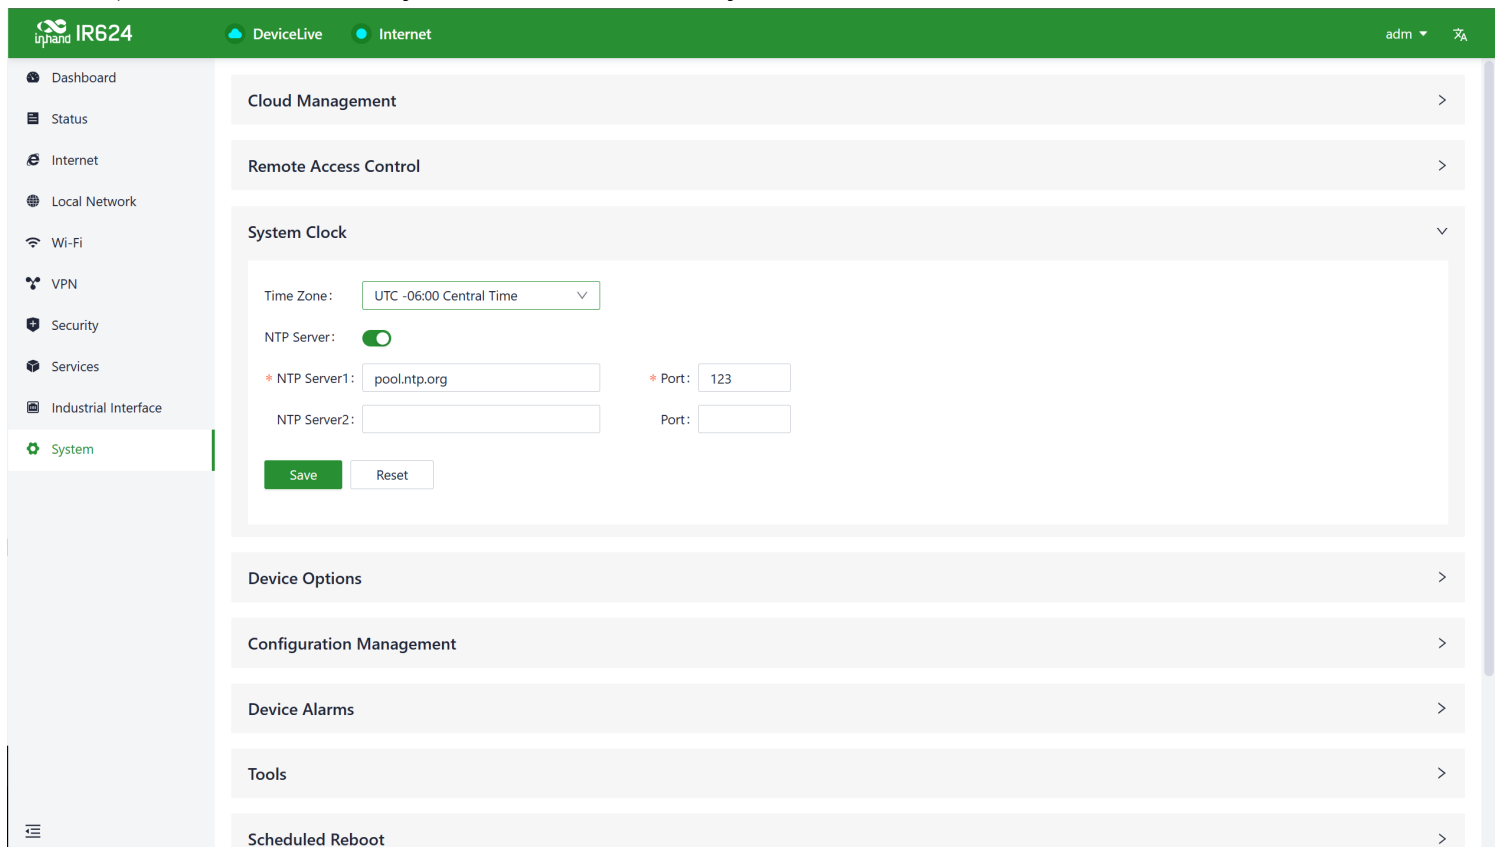 inhand IR624
DeviceLive
Internet
adm
Dashboard
Status
Internet
Local Network
Wi-Fi
VPN
Security
Services
Industrial Interface
System
Cloud Management
Remote Access Control
System Clock
Time Zone:
UTC -06:00 Central Time
NTP Server:
* NTP Server1: pool.ntp.org * Port: 123
NTP Server2: Port:
Save Reset
Device Options
Configuration Management
Device Alarms
Tools
Scheduled Reboot